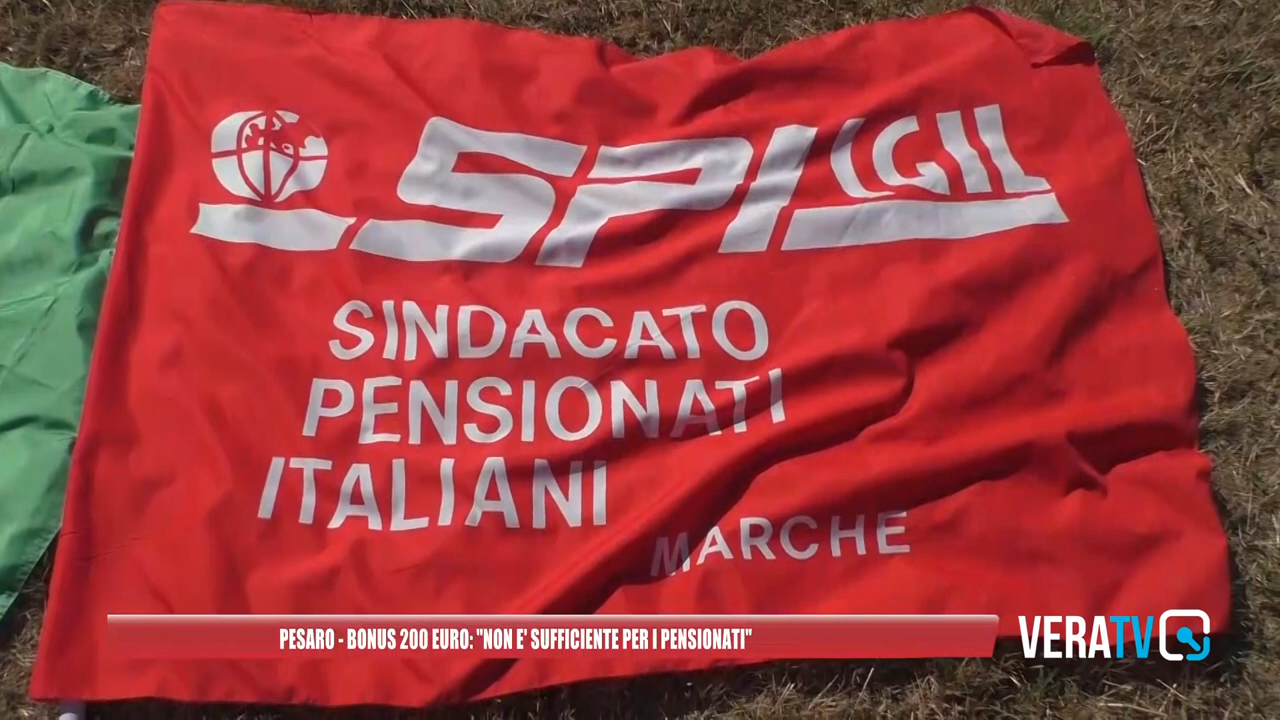 SPI CGIL
SINDACATO
PENSIONATI
ITALIANI
MARCHE
PESARO - BONUS 200 EURO: "NON E' SUFFICIENTE PER I PENSIONATI"
VERATV